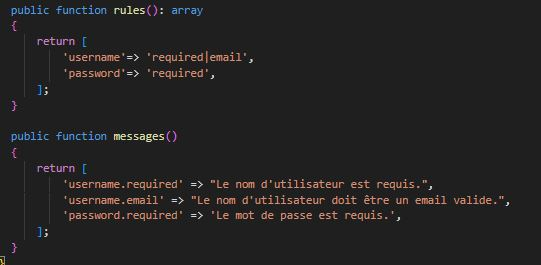 public function rules(): array
{
    return [
        'username'=> 'required|email',
        'password'=> 'required',
    ];
}
public function messages()
{
    return [
        'username.required' => "Le nom d'utilisateur est requis.",
        'username.email' => "Le nom d'utilisateur doit être un email valide.",
        'password.required' => 'Le mot de passe est requis.',
    ];
}
}